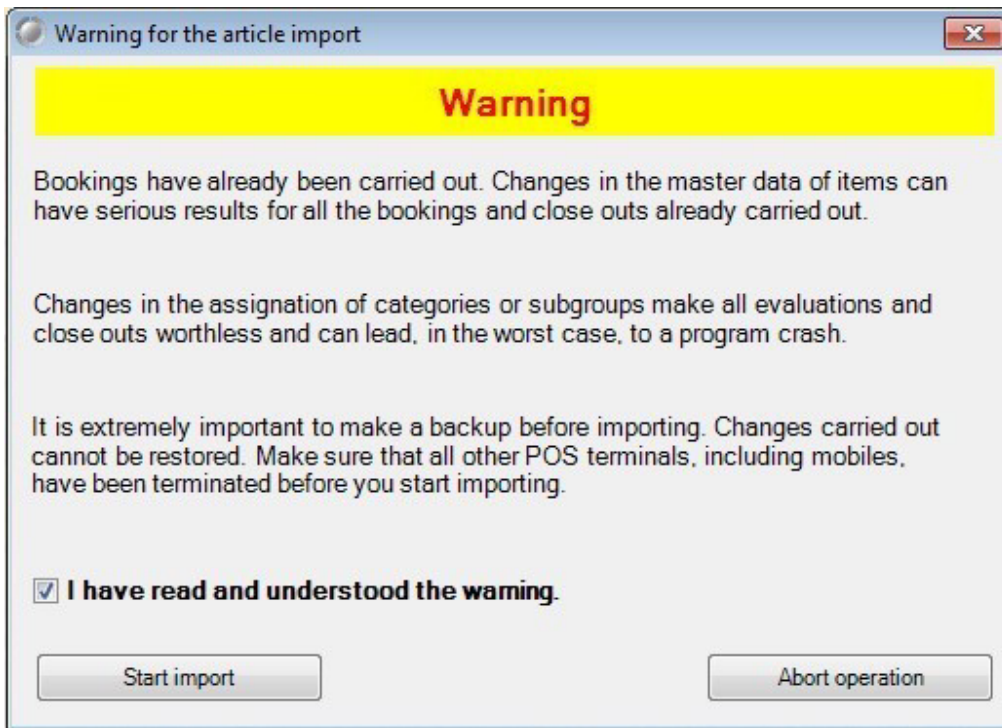 Warning for the article import
Warning
Bookings have already been carried out. Changes in the master data of items can
have serious results for all the bookings and close outs already carried out.
Changes in the assignation of categories or subgroups make all evaluations and
close outs worthless and can lead, in the worst case, to a program crash.
It is extremely important to make a backup before importing. Changes carried out
cannot be restored. Make sure that all other POS terminals, including mobiles,
have been terminated before you start importing.
I have read and understood the warning.
Start import
Abort operation